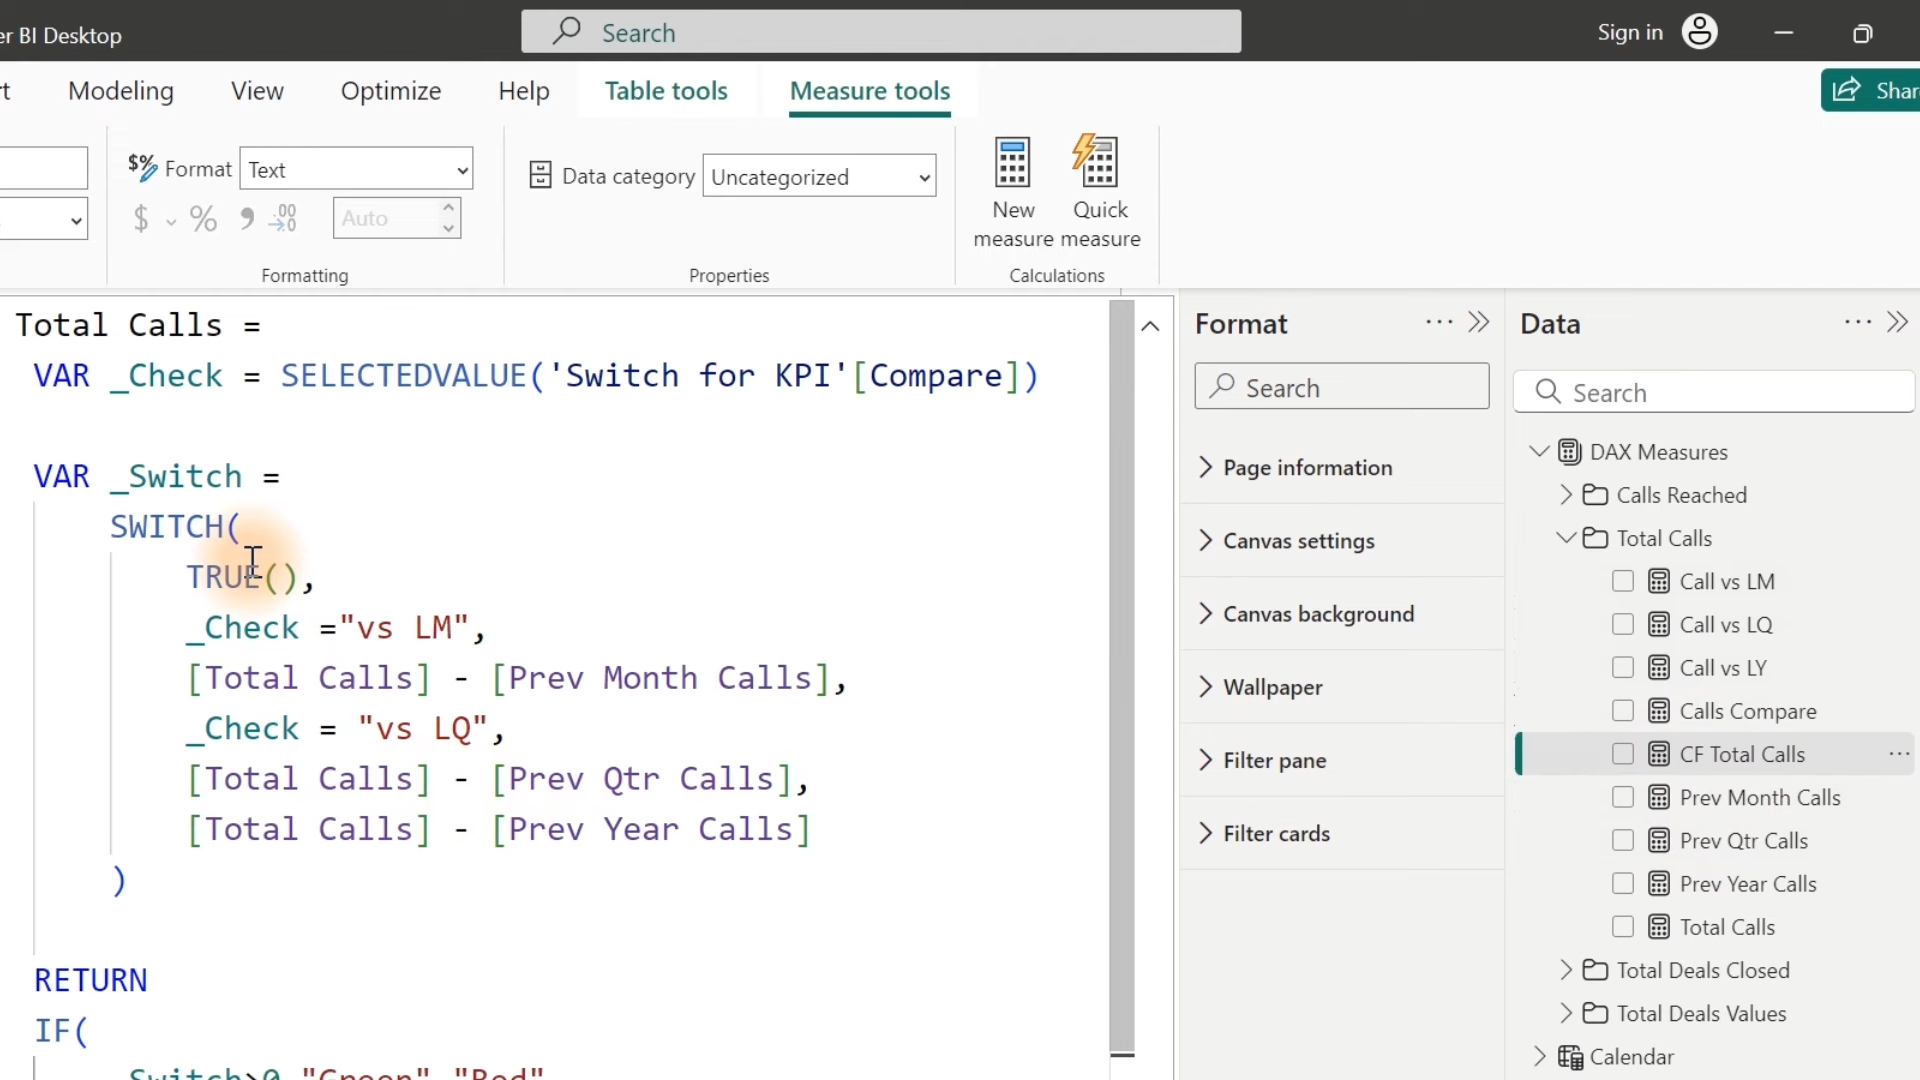 er BI Desktop
Search
Sign in
Modeling
View
Optimize
Help
Table tools
Measure tools
Shar
$% Format
Text
Data category
Uncategorized
$
%
,
.00
Auto
New measure
Quick measure
Formatting
Properties
Calculations
Total Calls =
VAR _Check = SELECTEDVALUE('Switch for KPI'[Compare])
VAR _Switch =
SWITCH(
TRUE(),
_Check ="vs LM",
[Total Calls] - [Prev Month Calls],
_Check = "vs LQ",
[Total Calls] - [Prev Qtr Calls],
[Total Calls] - [Prev Year Calls]
)
RETURN
IF(
_Switch>0,"Green","Red"
Format
Search
Page information
Canvas settings
Canvas background
Wallpaper
Filter pane
Filter cards
Data
Search
DAX Measures
Calls Reached
Total Calls
Call vs LM
Call vs LQ
Call vs LY
Calls Compare
CF Total Calls
Prev Month Calls
Prev Qtr Calls
Prev Year Calls
Total Calls
Total Deals Closed
Total Deals Values
Calendar